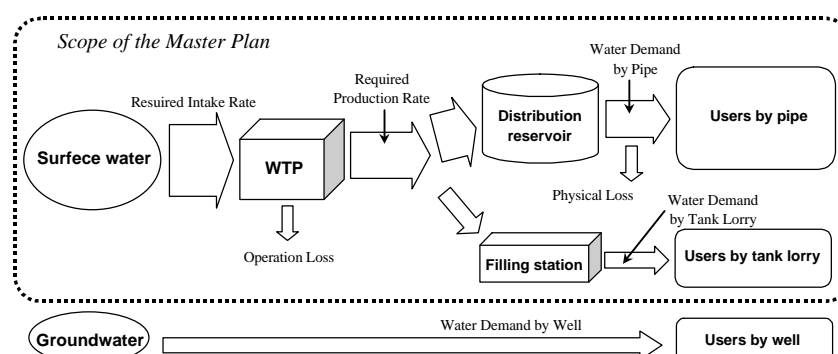 Scope of the Master Plan
Water Demand
by Pipe
Required
Production Rate
Resuired Intake Rate
Distribution
reservoir
Users by pipe
Surfece water
WTP
Physical Loss
Water Demand
by Tank Lorry
Operation Loss
Filling station
Users by tank lorry
Groundwater
Water Demand by Well
Users by well